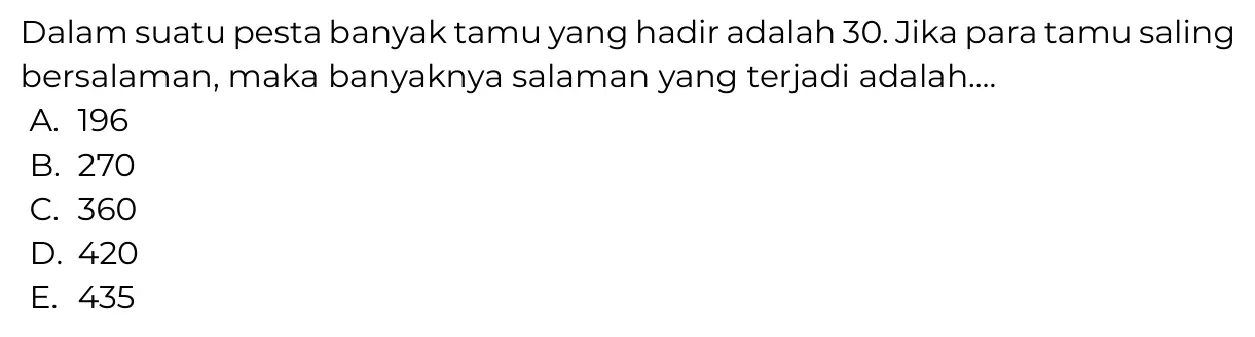 Dalam suatu pesta banyak tamu yang hadir adalah 30. Jika para tamu saling
bersalaman, maka banyaknya salaman yang terjadi adalah....
A. 196
B. 270
C. 360
D. 420
E. 435